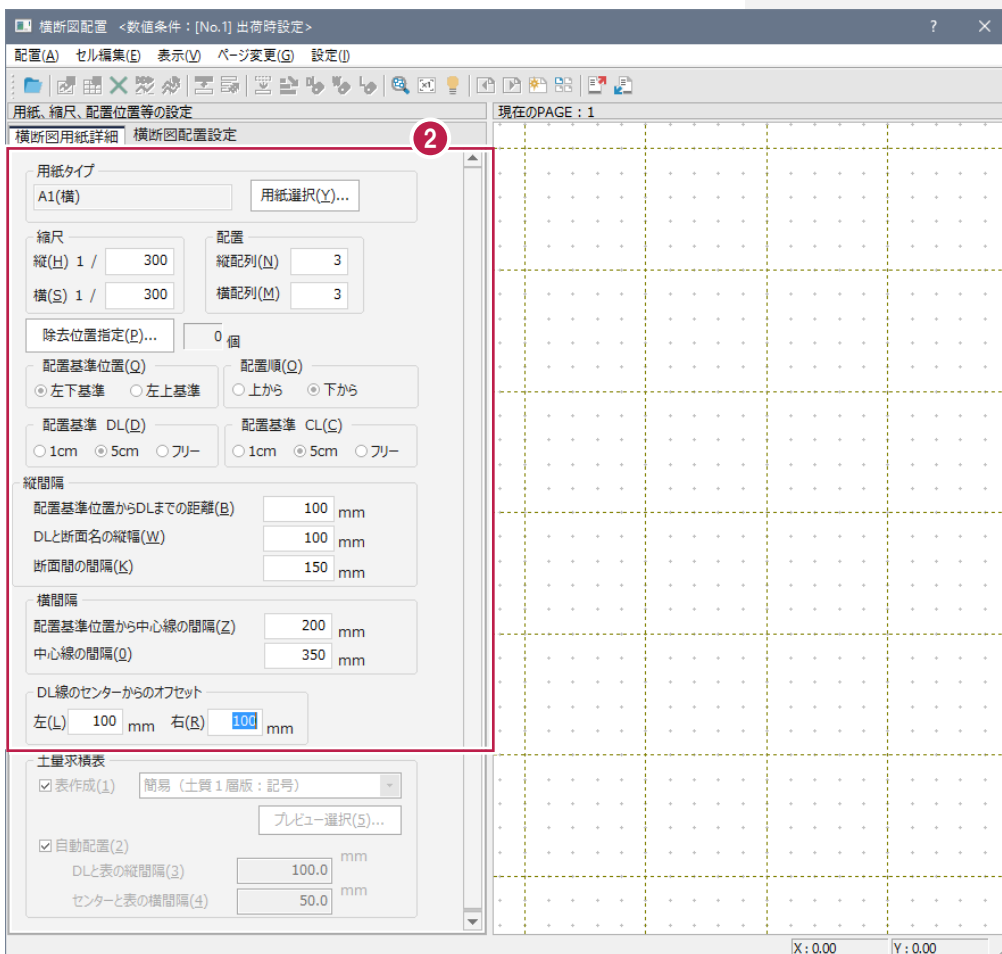 横断図配置 <数値条件：[No.1] 出荷時設定> ? ×
配置(A) セル編集(E) 表示(V) ページ変更(G) 設定(I)
用紙、縮尺、配置位置等の設定
現在のPAGE : 1
横断図用紙詳細 横断図配置設定
2
用紙タイプ
A1(横) 用紙選択(Y)...
縮尺 配置
縦(H) 1 / 300 縦配列(N) 3
横(S) 1 / 300 横配列(M) 3
除去位置指定(P)... 0 個
配置基準位置(Q) 配置順(O)
左下基準 左上基準 上から 下から
配置基準 DL(D) 配置基準 CL(C)
1cm 5cm フリー 1cm 5cm フリー
縦間隔
配置基準位置からDLまでの距離(B) 100 mm
DLと断面名の縦幅(W) 100 mm
断面間の間隔(K) 150 mm
横間隔
配置基準位置から中心線の間隔(Z) 200 mm
中心線の間隔(0) 350 mm
DL線のセンターからのオフセット
左(L) 100 mm 右(R) 100 mm
土量求積表
表作成(1) 簡易（土質１層版：記号）
プレビュー選択(5)...
自動配置(2)
DLと表の縦間隔(3) 100.0 mm
センターと表の横間隔(4) 50.0 mm
X : 0.00 Y : 0.00